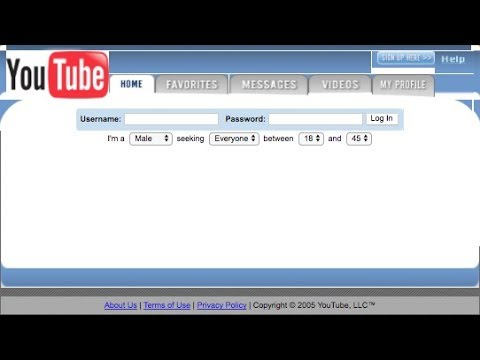 YouTube
SIGN UP HERE >> Help
HOME FAVORITES MESSAGES VIDEOS MY PROFILE
Username: Password: Log In
I'm a Male seeking Everyone between 18 and 45
About Us | Terms of Use | Privacy Policy | Copyright © 2005 YouTube, LLC™